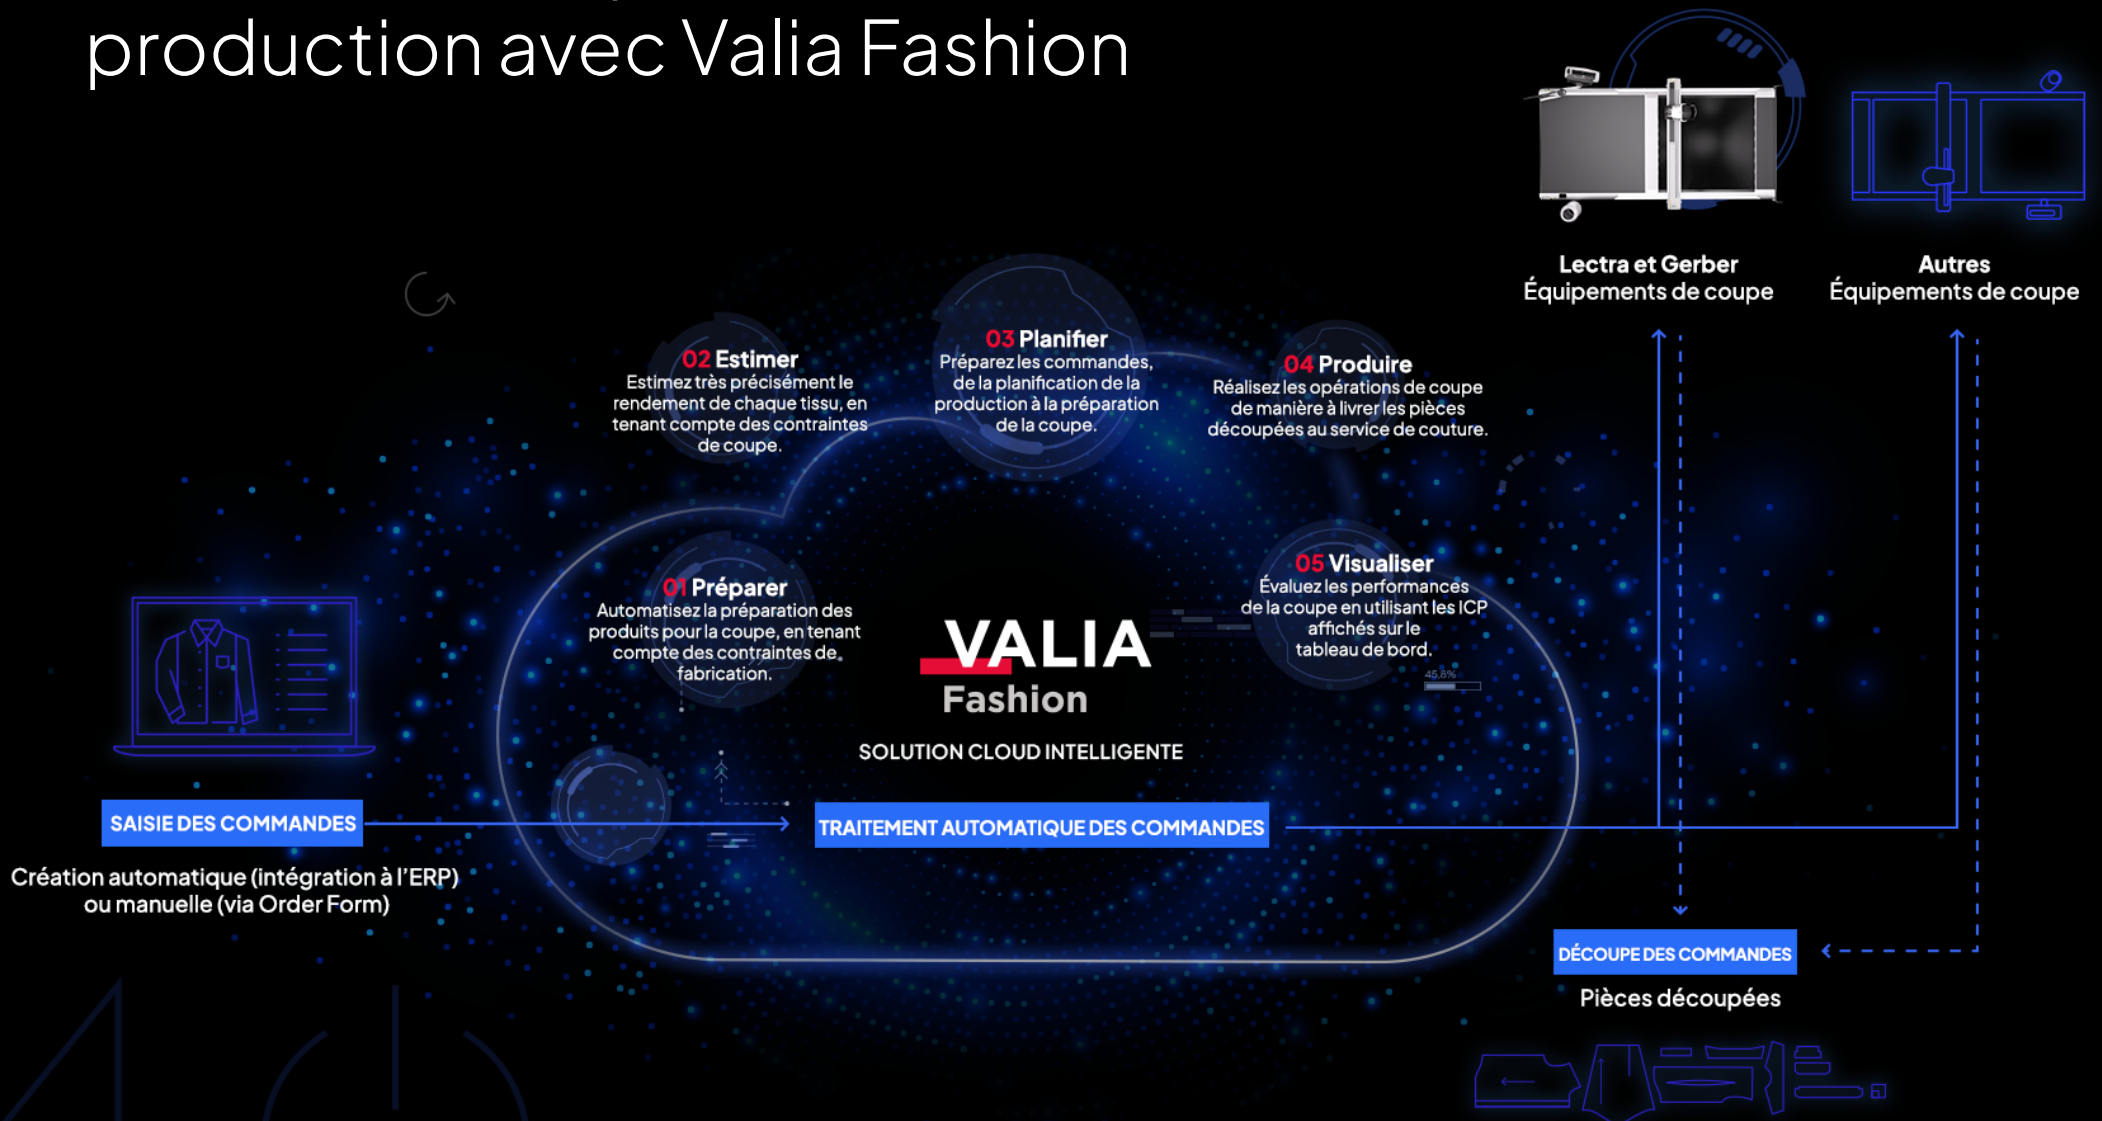 production avec Valia Fashion
Lectra et Gerber
Équipements de coupe
Autres
Équipements de coupe
02 Estimer
Estimez très précisément le
rendement de chaque tissu, en
tenant compte des contraintes
de coupe.
03 Planifier
Préparez les commandes,
de la planification de la
production à la préparation
de la coupe.
04 Produire
Réalisez les opérations de coupe
de manière à livrer les pièces
découpées au service de couture.
01 Préparer
Automatisez la préparation des
produits pour la coupe, en tenant
compte des contraintes de
fabrication.
05 Visualiser
Évaluez les performances
de la coupe en utilisant les ICP
affichés sur le
tableau de bord.
45.8%
VALIA
Fashion
SOLUTION CLOUD INTELLIGENTE
SAISIE DES COMMANDES
TRAITEMENT AUTOMATIQUE DES COMMANDES
Création automatique (intégration à l'ERP)
ou manuelle (via Order Form)
DÉCOUPE DES COMMANDES
Pièces découpées